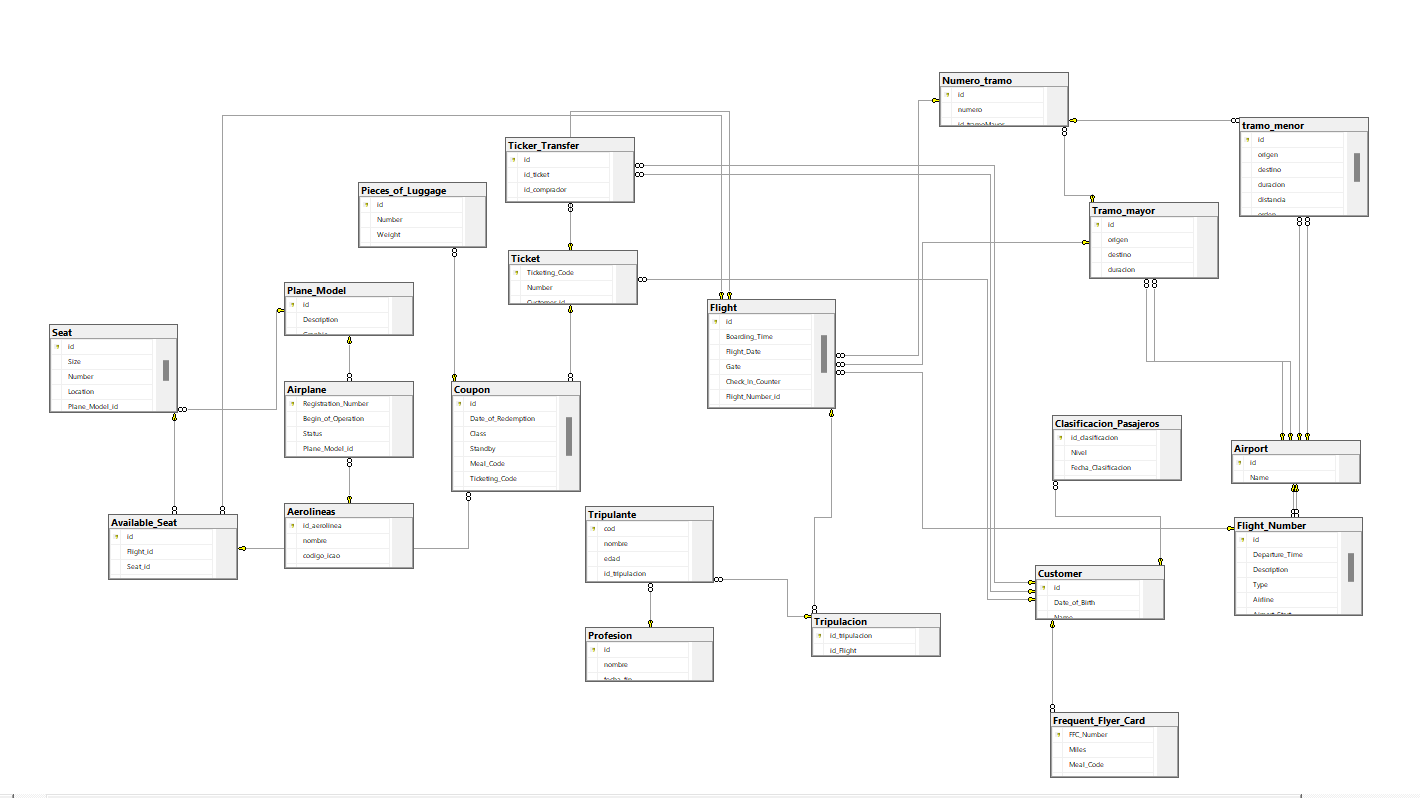 Numero_tramo
id
numero
id_tramoMayor
tramo_menor
id
origen
destino
duracion
distancia
orden
Ticker_Transfer
id
id_ticket
id_comprador
Pieces_of_Luggage
id
Number
Weight
Tramo_mayor
id
origen
destino
duracion
Ticket
Ticketing_Code
Number
Customer_id
Plane_Model
id
Description
Flight
id
Boarding_Time
Flight_Date
Gate
Check_In_Counter
Flight_Number_id
Seat
id
Size
Number
Location
Plane_Model_id
Airplane
Registration_Number
Begin_of_Operation
Status
Plane_Model_id
Coupon
id
Date_of_Redemption
Class
Standby
Meal_Code
Ticketing_Code
Clasificacion_Pasajeros
id_clasificacion
Nivel
Fecha_Clasificacion
Airport
id
Name
Aerolineas
id_aerolinea
nombre
codigo_icao
Tripulante
cod
nombre
edad
id_tripulacion
Available_Seat
id
Flight_id
Seat_id
Flight_Number
id
Departure_Time
Description
Type
Airline
Airport_Start
Customer
id
Date_of_Birth
Name
Tripulacion
id_tripulacion
id_Flight
Profesion
id
nombre
Frequent_Flyer_Card
FFC_Number
Miles
Meal_Code